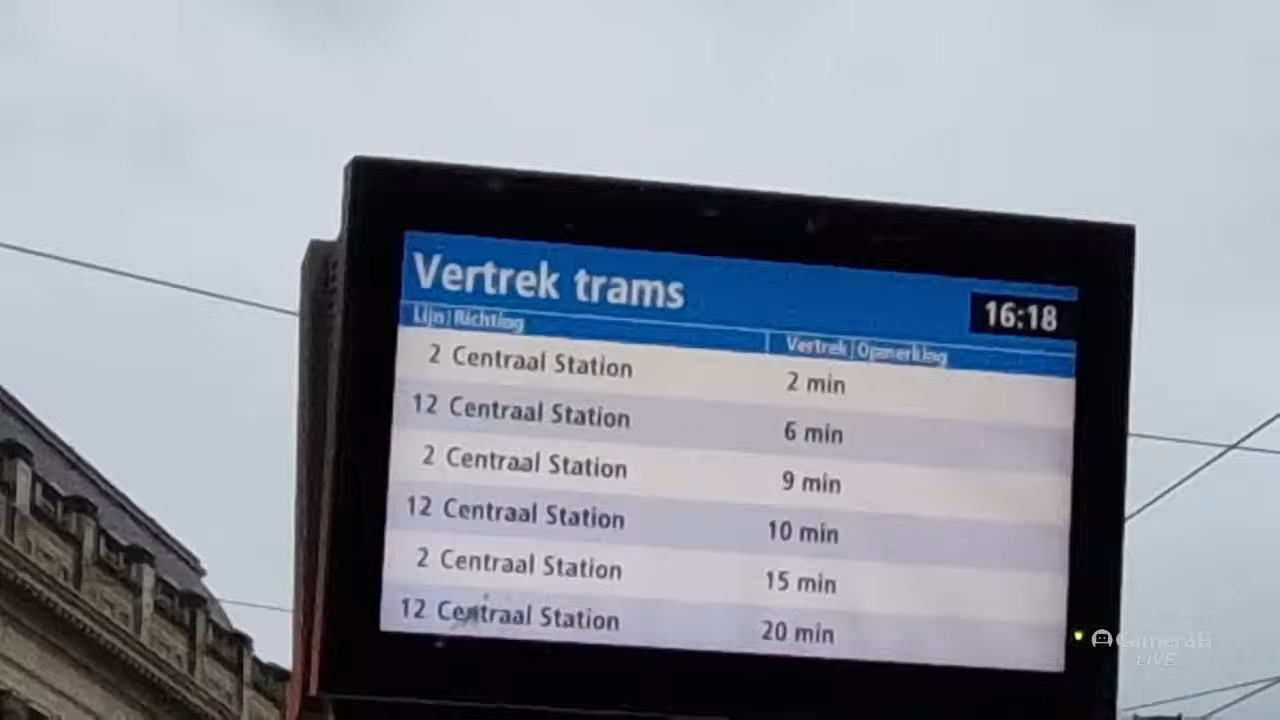 Vertrek trams
16:18
Lijn | Richting
Vertrek | Opmerking
2 Centraal Station 2 min
12 Centraal Station 6 min
2 Centraal Station 9 min
12 Centraal Station 10 min
2 Centraal Station 15 min
12 Centraal Station 20 min
LIVE